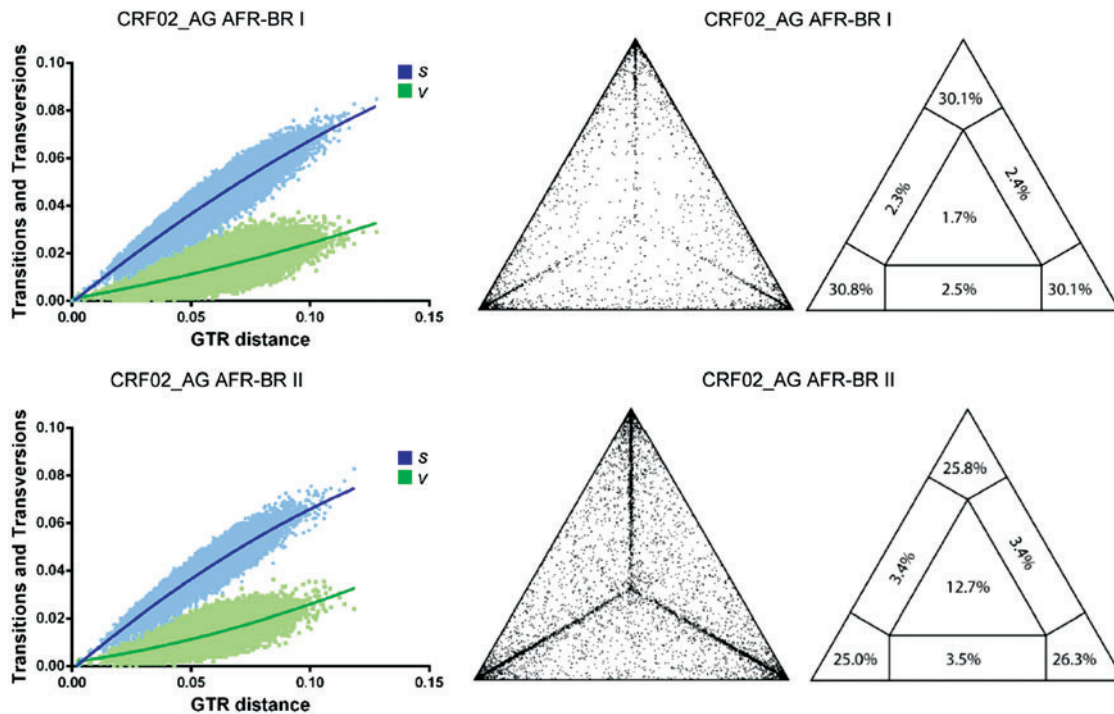 CRF02_AG AFR-BR I
Transitions and Transversions
0.10
0.08
0.06
0.04
0.02
0.00
0.00
0.05
0.10
0.15
GTR distance
s
v
CRF02_AG AFR-BR I
30.1%
2.3%
2.4%
1.7%
30.8%
2.5%
30.1%
CRF02_AG AFR-BR II
Transitions and Transversions
0.10
0.08
0.06
0.04
0.02
0.00
0.00
0.05
0.10
0.15
GTR distance
s
v
CRF02_AG AFR-BR II
25.8%
3.4%
3.4%
12.7%
25.0%
3.5%
26.3%